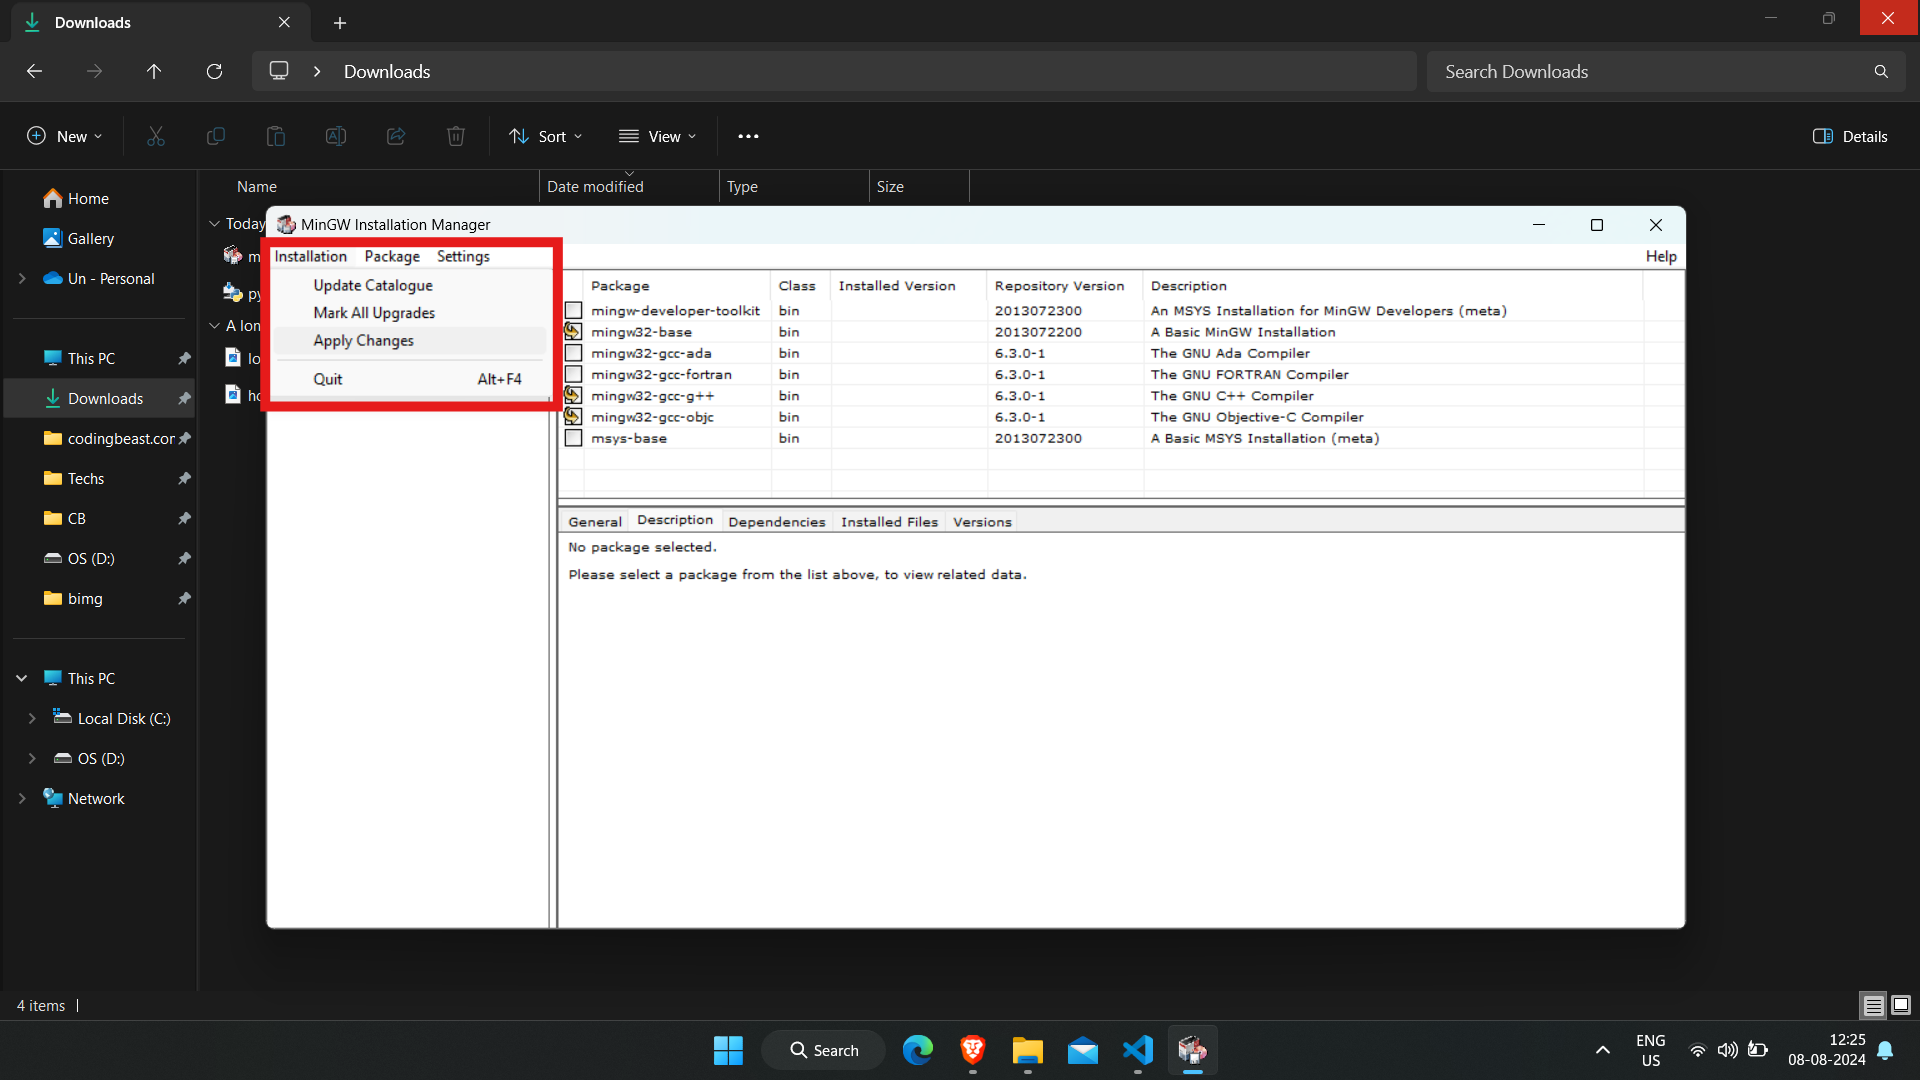 Downloads
Downloads
Search Downloads
New
Sort
View
Details
Name
Date modified
Type
Size
Home
Gallery
Un - Personal
This PC
Downloads
codingbeast.cor
Techs
CB
OS (D:)
bimg
This PC
Local Disk (C:)
OS (D:)
Network
Today
m
py
A lon
lo
ho
MinGW Installation Manager
Installation Package Settings
Help
Update Catalogue
Mark All Upgrades
Apply Changes
Quit Alt+F4
Package Class Installed Version Repository Version Description
mingw-developer-toolkit bin 2013072300 An MSYS Installation for MinGW Developers (meta)
mingw32-base bin 2013072200 A Basic MinGW Installation
mingw32-gcc-ada bin 6.3.0-1 The GNU Ada Compiler
mingw32-gcc-fortran bin 6.3.0-1 The GNU FORTRAN Compiler
mingw32-gcc-g++ bin 6.3.0-1 The GNU C++ Compiler
mingw32-gcc-objc bin 6.3.0-1 The GNU Objective-C Compiler
msys-base bin 2013072300 A Basic MSYS Installation (meta)
General Description Dependencies Installed Files Versions
No package selected.
Please select a package from the list above, to view related data.
4 items
Search
ENG
US
12:25
08-08-2024